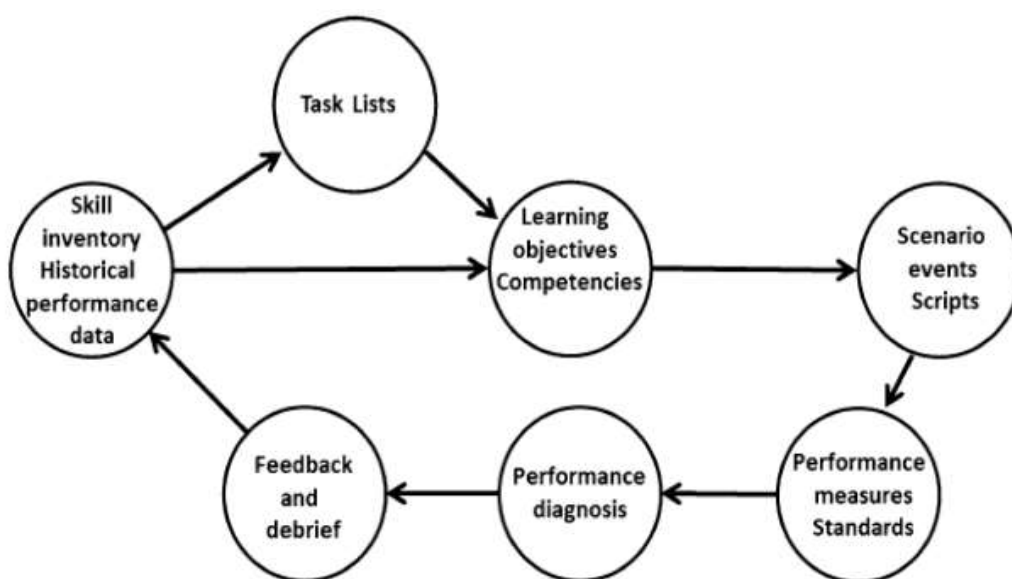 Task Lists
Skill
inventory
Historical
performance
data
Learning
objectives
Competencies
Scenario
events
Scripts
Feedback
and
debrief
Performance
diagnosis
Performance
measures
Standards